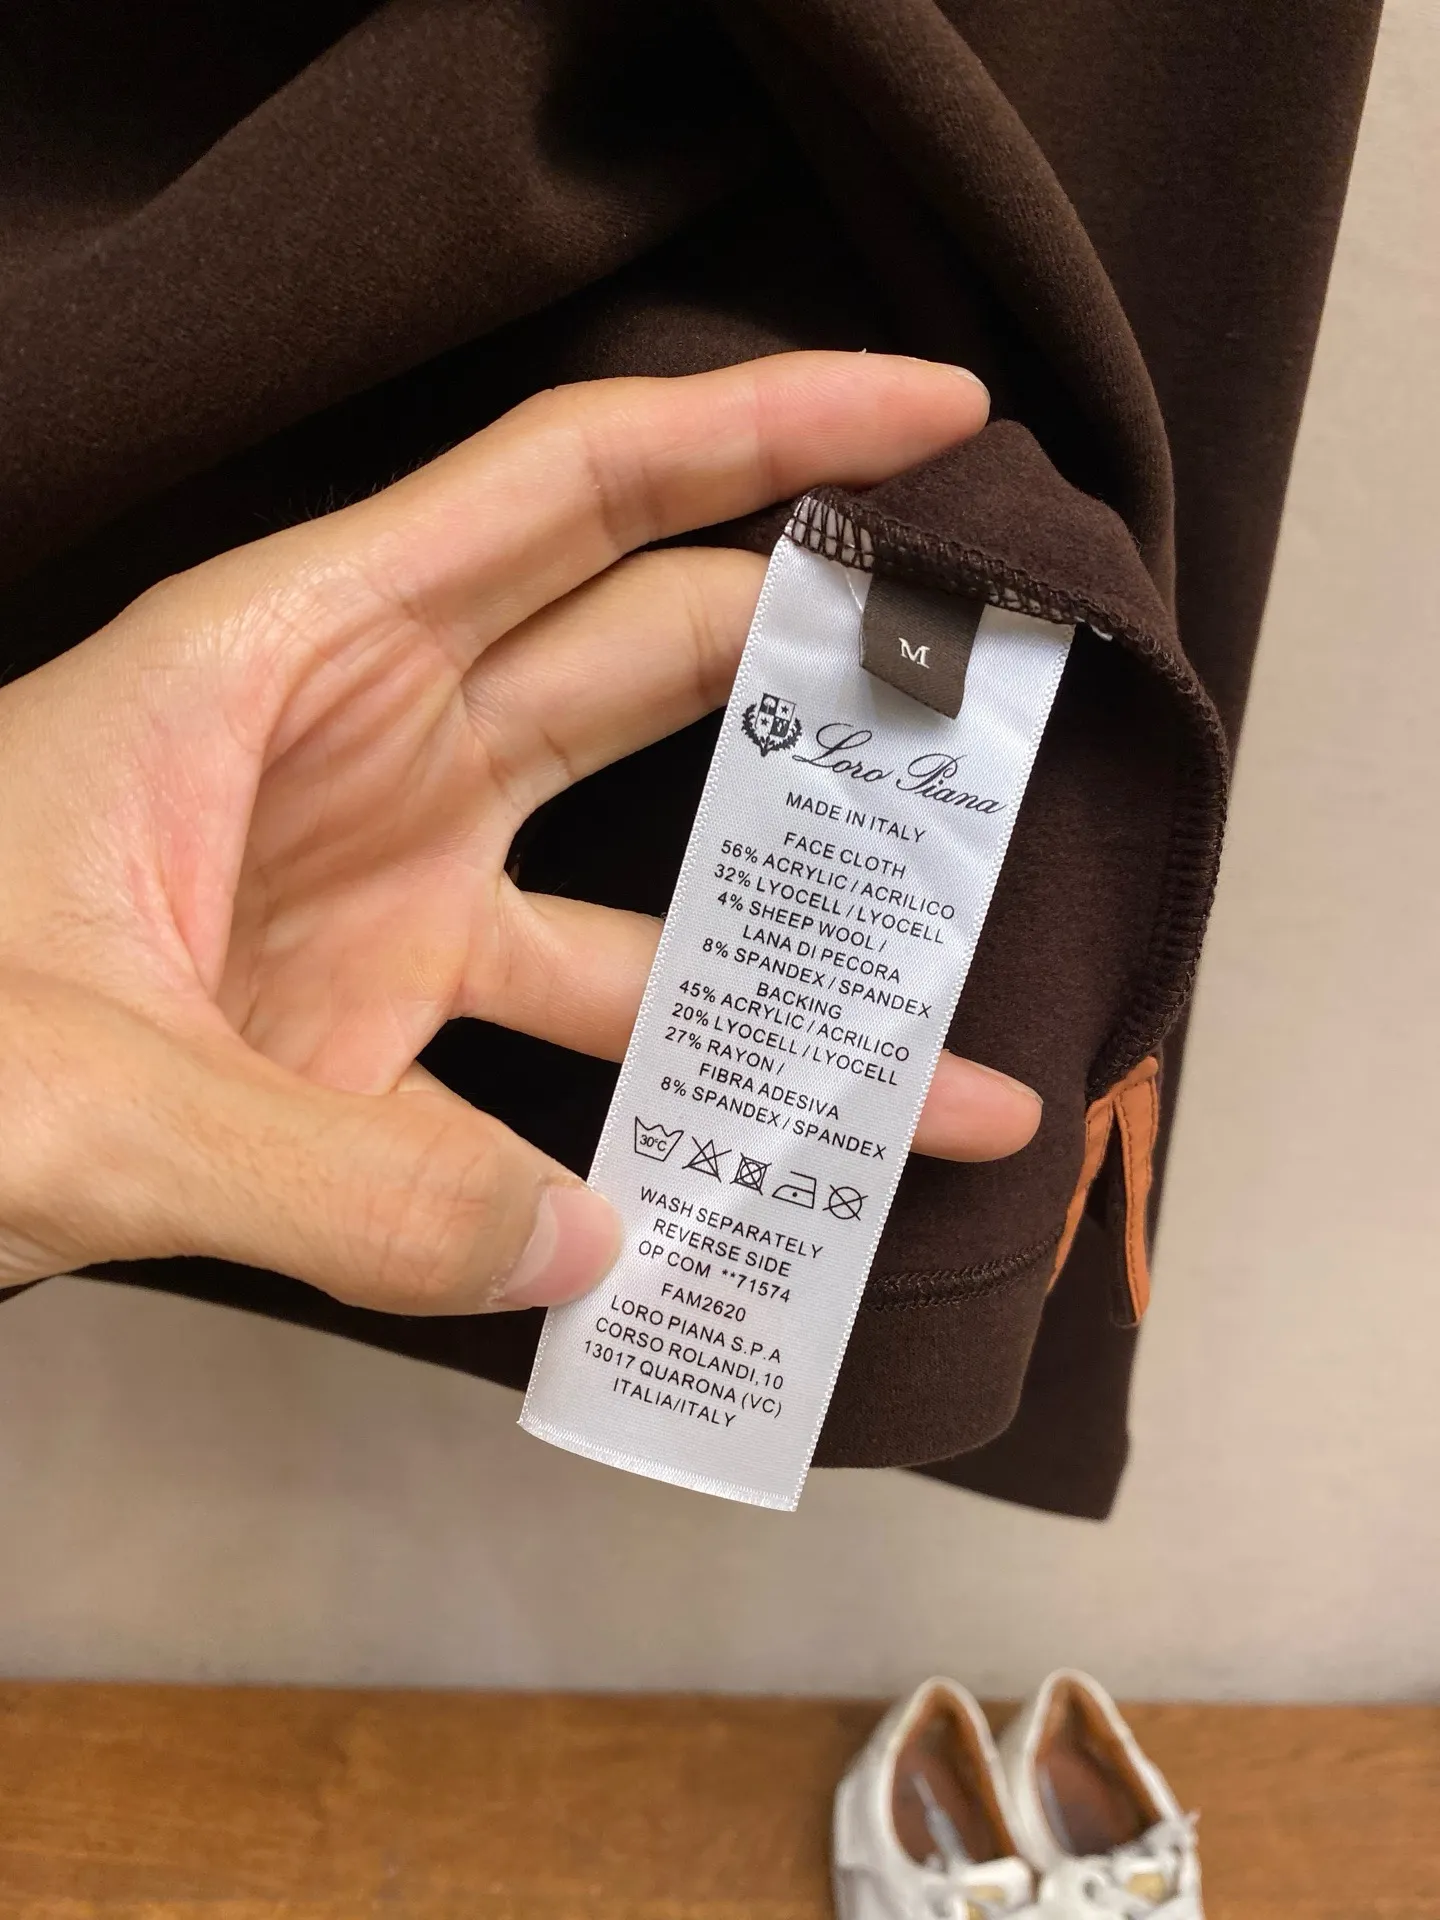 M
Loro Piana
MADE IN ITALY
FACE CLOTH
56% ACRYLIC / ACRILICO
32% LYOCELL / LYOCELL
4% SHEEP WOOL /
LANA DI PECORA
8% SPANDEX / SPANDEX
BACKING
45% ACRYLIC / ACRILICO
20% LYOCELL / LYOCELL
27% RAYON /
FIBRA ADESIVA
8% SPANDEX / SPANDEX
30°C
WASH SEPARATELY
REVERSE SIDE
OP COM **71574
FAM2620
LORO PIANA S.P.A
CORSO ROLANDI,10
13017 QUARONA (VC)
ITALIA/ITALY